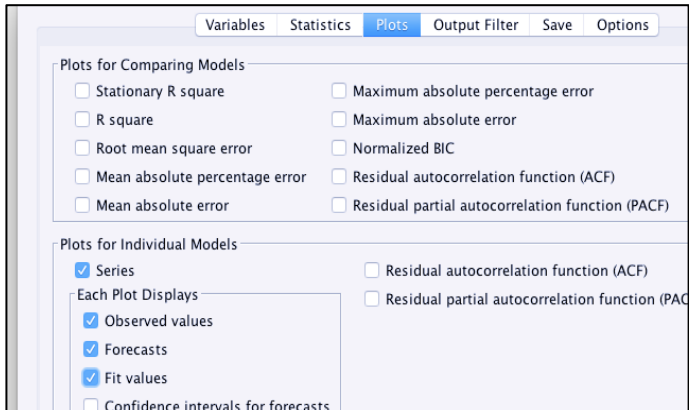 Variables Statistics Plots Output Filter Save Options
Plots for Comparing Models
Stationary R square Maximum absolute percentage error
R square Maximum absolute error
Root mean square error Normalized BIC
Mean absolute percentage error Residual autocorrelation function (ACF)
Mean absolute error Residual partial autocorrelation function (PACF)
Plots for Individual Models
Series Residual autocorrelation function (ACF)
Each Plot Displays Residual partial autocorrelation function (PAC
Observed values
Forecasts
Fit values
Confidence intervals for forecasts